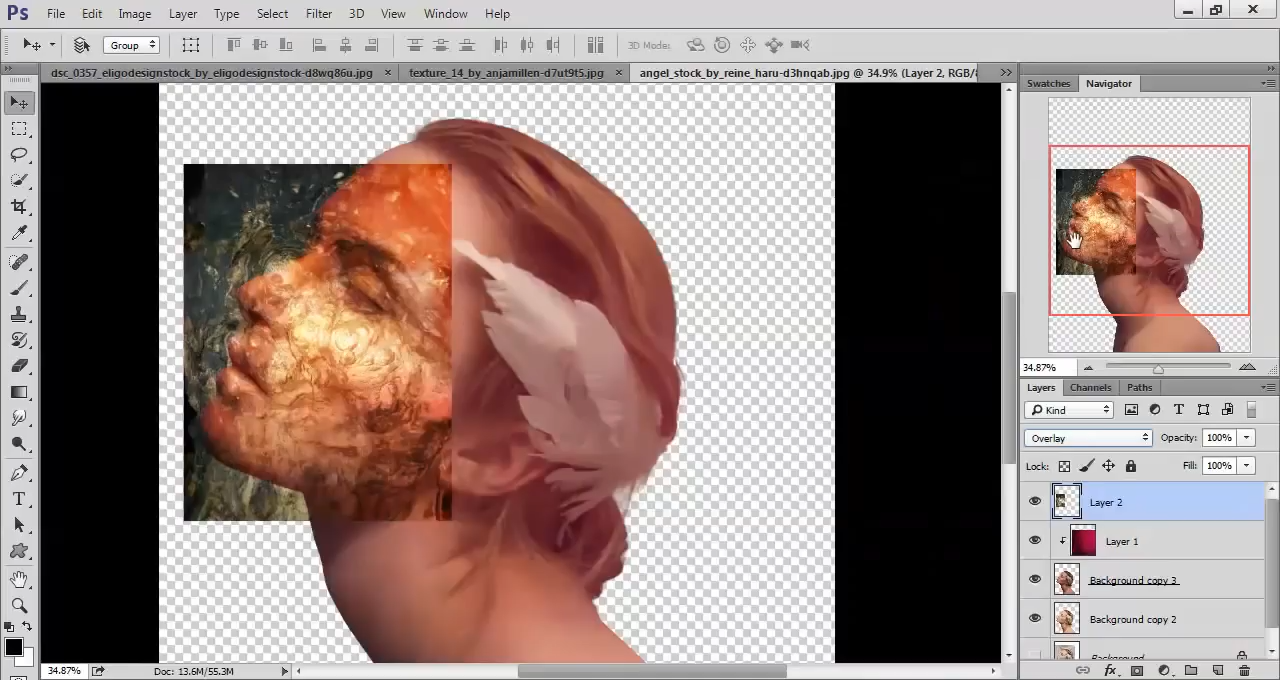 Ps File Edit Image Layer Type Select Filter 3D View Window Help
Group 3D Mode:
dsc_0357_eligodesignstock_by_eligodesignstock-d8wq86u.jpg × texture_14_by_anjamillen-d7ut9t5.jpg × angel_stock_by_reine_haru-d3hnqab.jpg @ 34.9% (Layer 2, RGB/8
Swatches Navigator
34.87%
Layers Channels Paths
Kind
Overlay Opacity: 100%
Lock: Fill: 100%
Layer 2
Layer 1
Background copy 3
Background copy 2
Background
34.87% Doc: 13.6M/55.3M